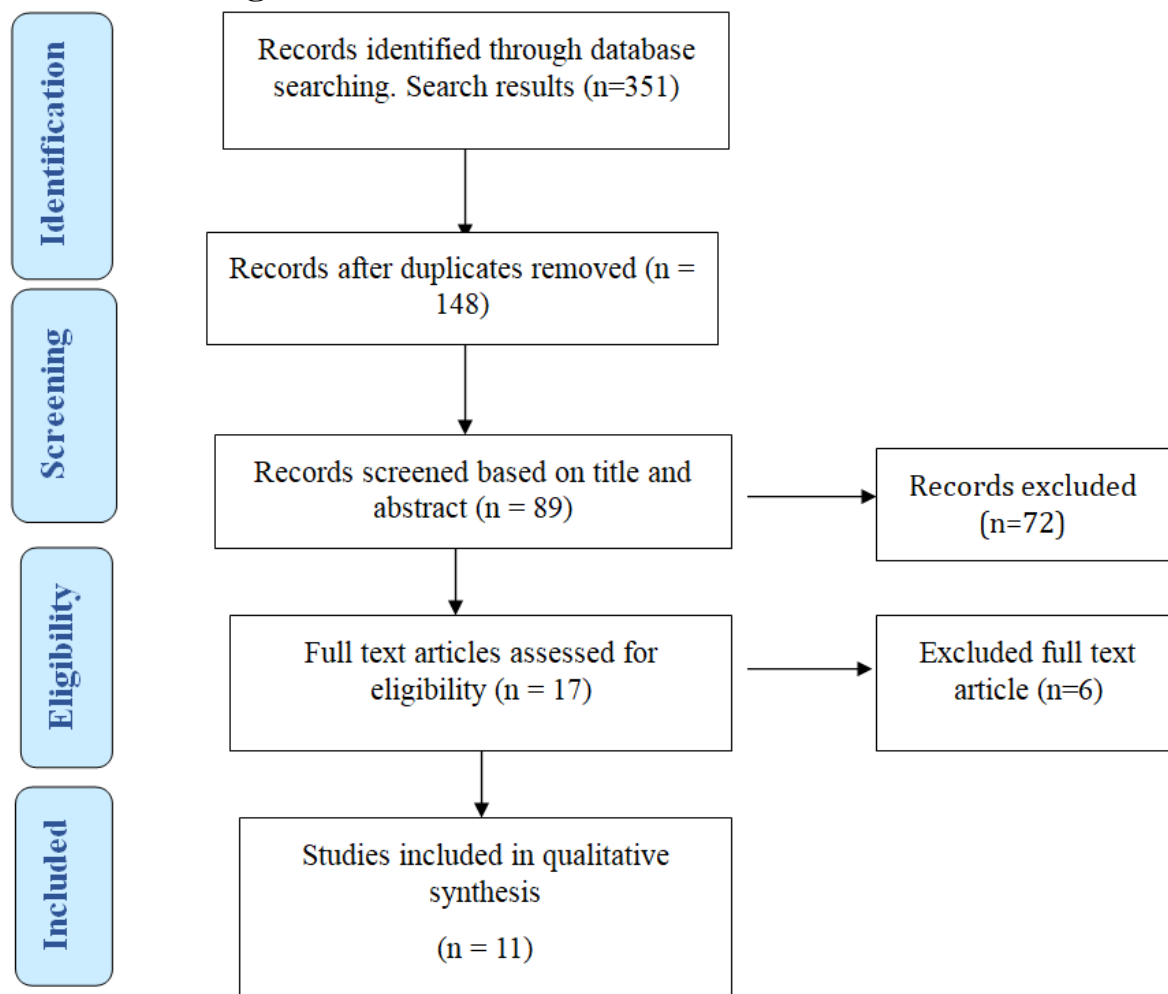 Identification
Records identified through database
searching. Search results (n=351)
Records after duplicates removed (n =
148)
Screening
Records screened based on title and
abstract (n = 89)
Records excluded
(n=72)
Eligibility
Full text articles assessed for
eligibility (n = 17)
Excluded full text
article (n=6)
Included
Studies included in qualitative
synthesis
(n = 11)